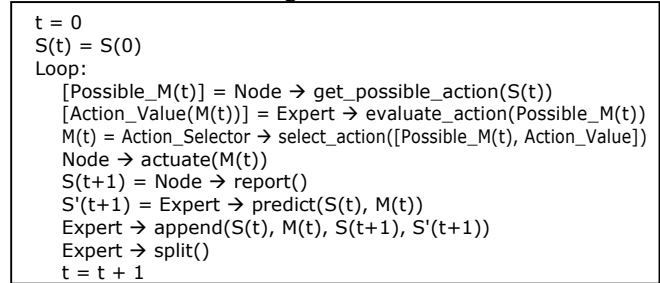 t = 0
S(t) = S(0)
Loop:
[Possible_M(t)] = Node → get_possible_action(S(t))
[Action_Value(M(t))] = Expert → evaluate_action(Possible_M(t))
M(t) = Action_Selector → select_action([Possible_M(t), Action_Value])
Node → actuate(M(t))
S(t+1) = Node → report()
S'(t+1) = Expert → predict(S(t), M(t))
Expert → append(S(t), M(t), S(t+1), S'(t+1))
Expert → split()
t = t + 1